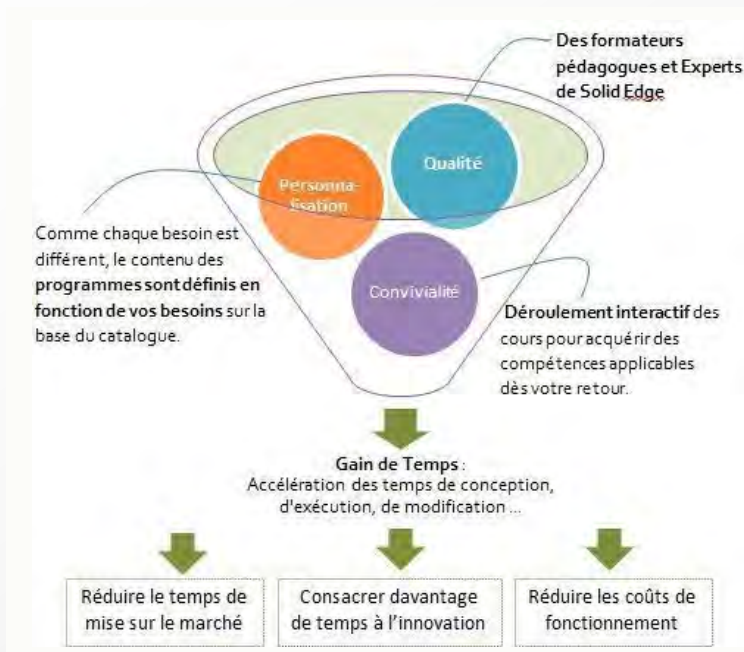 Des formateurs
pédagogues et Experts
de Solid Edge
Qualité
Personna-
lisation
Comme chaque besoin est
différent, le contenu des
programmes sont définis en
fonction de vos besoins sur la
base du catalogue.
Convivialité
Déroulement interactif des
cours pour acquérir des
compétences applicables
dès votre retour.
Gain de Temps :
Accélération des temps de conception,
d'exécution, de modification ...
Réduire le temps de
mise sur le marché
Consacrer davantage
de temps à l'innovation
Réduire les coûts de
fonctionnement